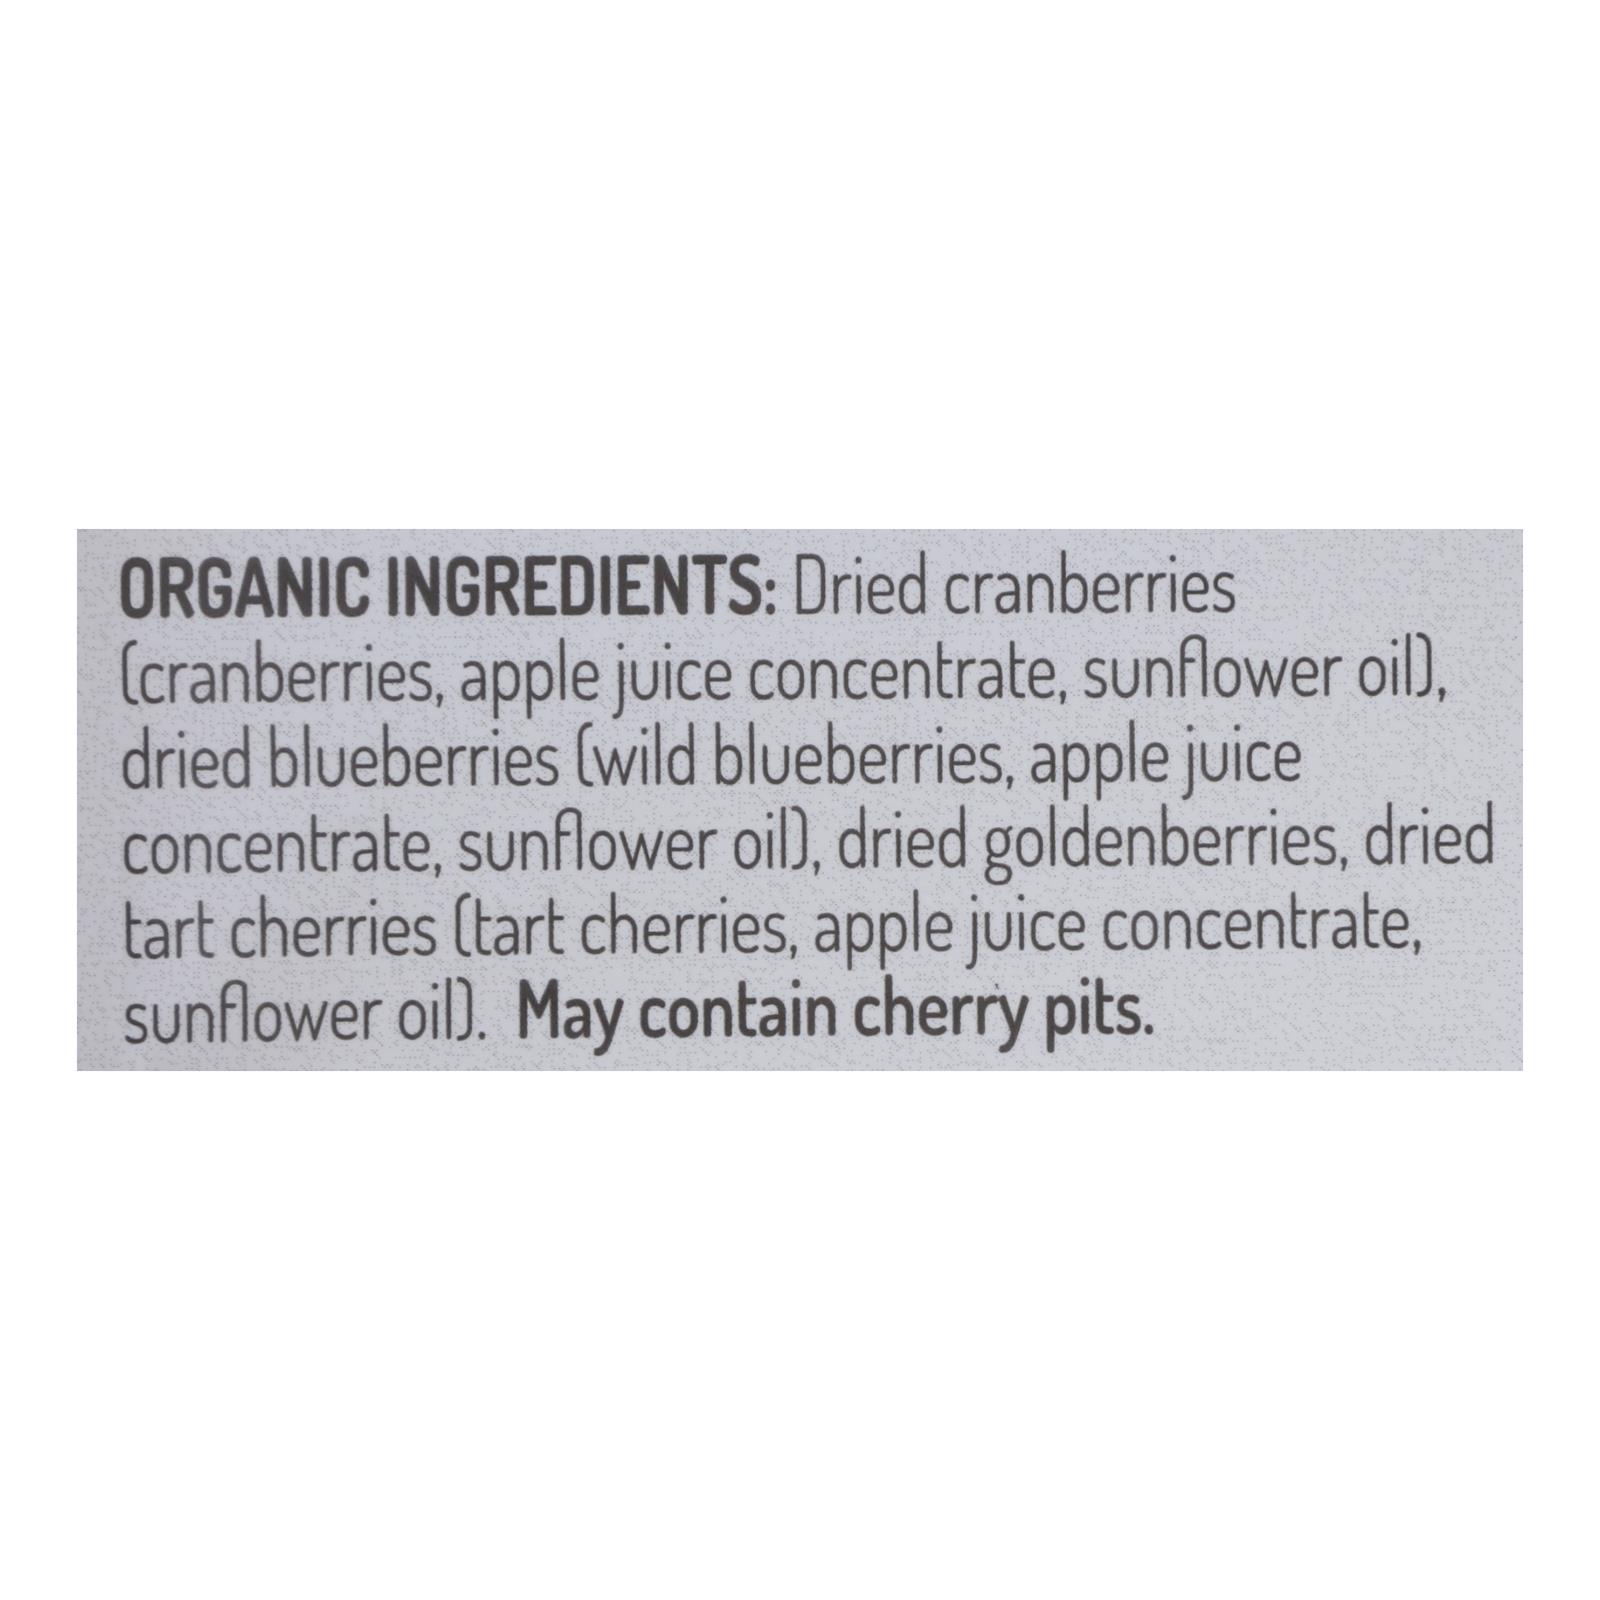 ORGANIC INGREDIENTS: Dried cranberries
(cranberries, apple juice concentrate, sunflower oil),
dried blueberries (wild blueberries, apple juice
concentrate, sunflower oil), dried goldenberries, dried
tart cherries (tart cherries, apple juice concentrate,
sunflower oil). May contain cherry pits.